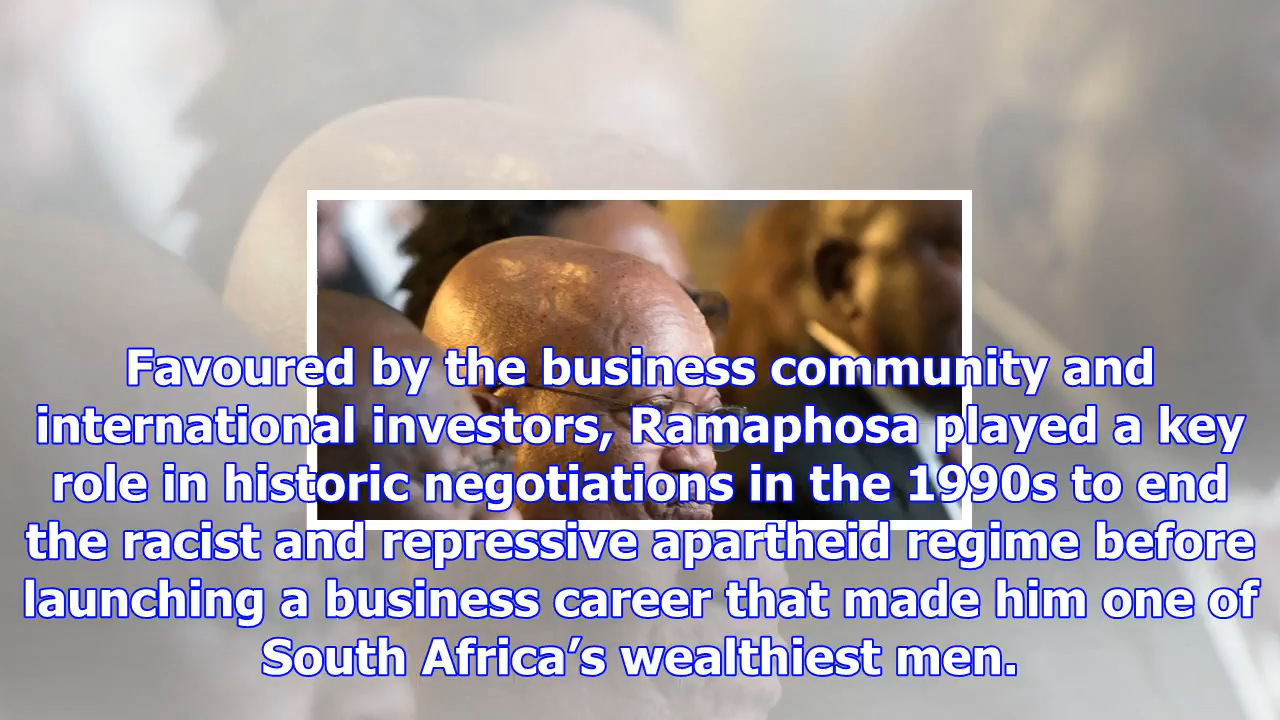 Favoured by the business community and
international investors, Ramaphosa played a key
role in historic negotiations in the 1990s to end
the racist and repressive apartheid regime before
launching a business career that made him one of
South Africa’s wealthiest men.